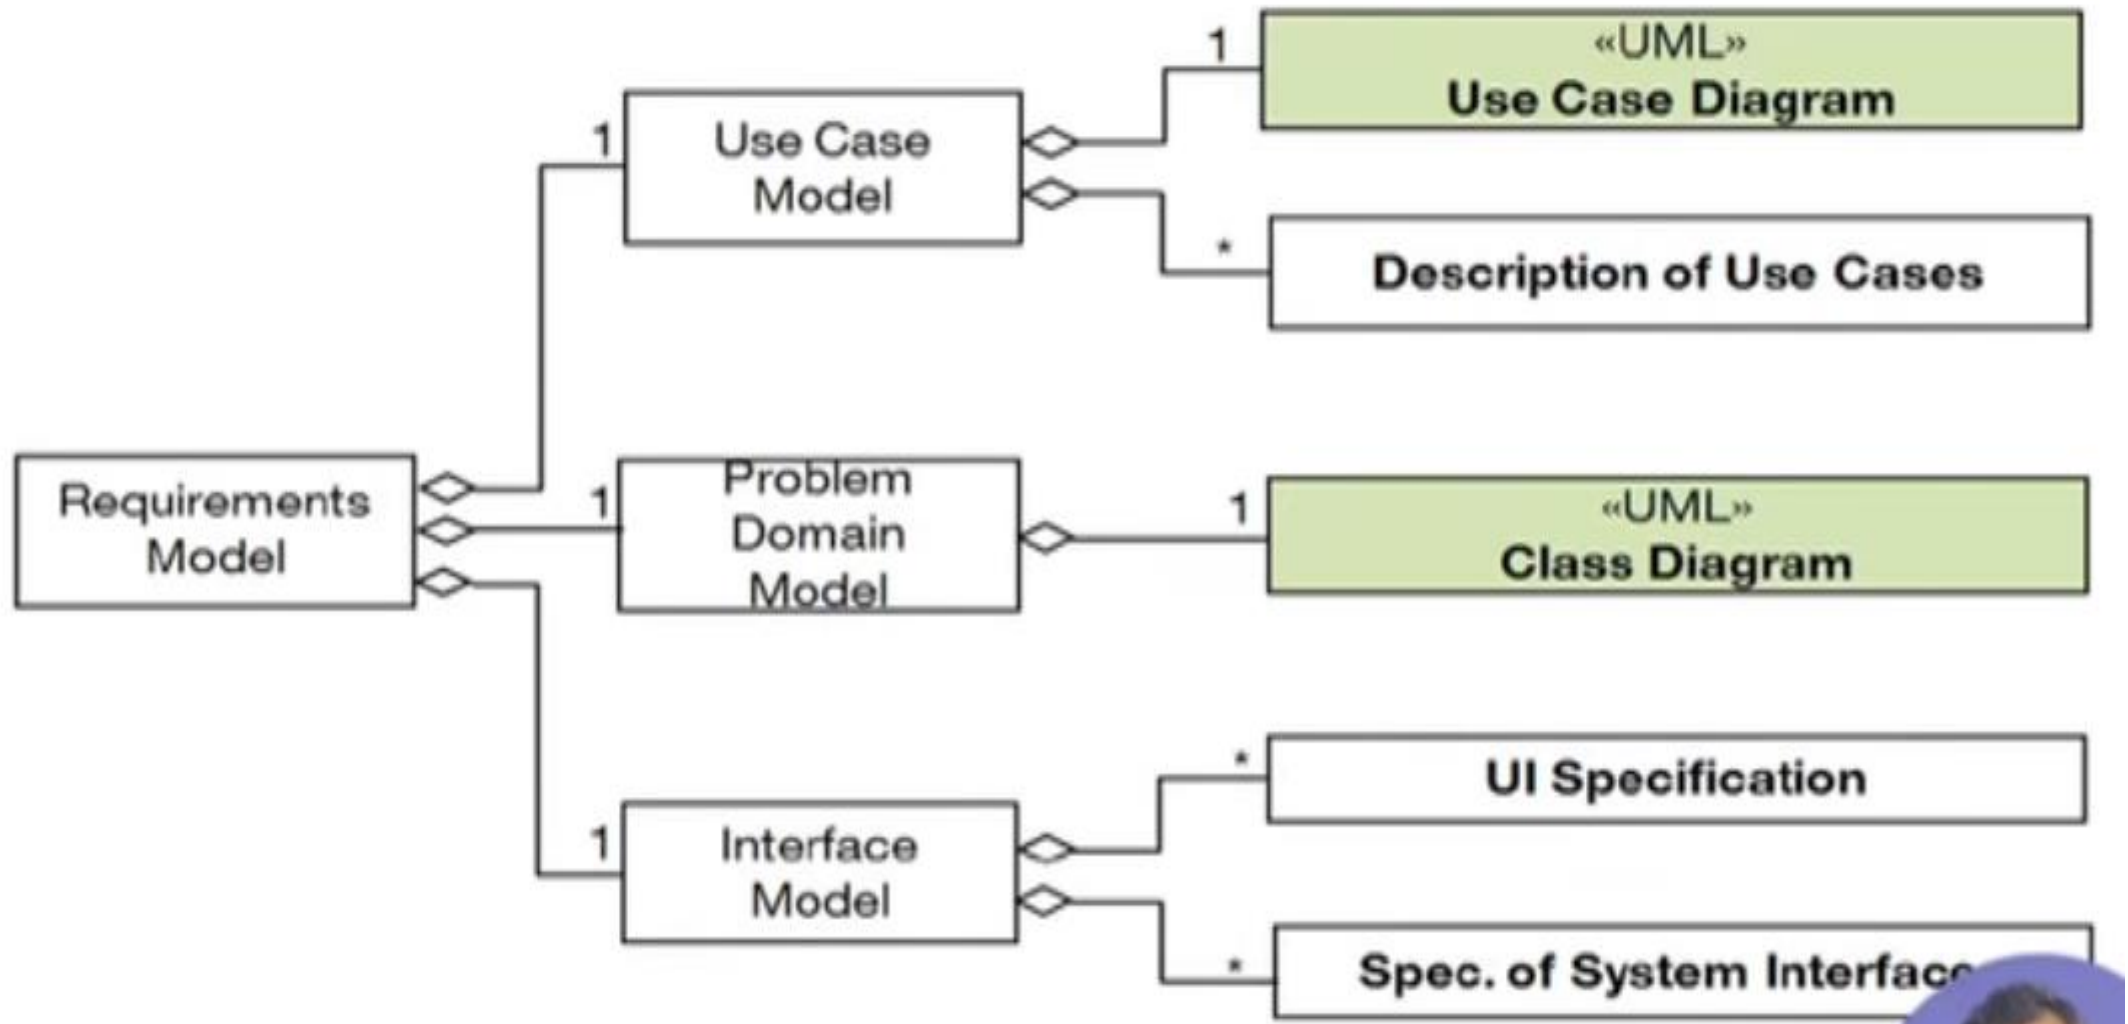 1
«UML»
Use Case Diagram
1
Use Case
Model
*
Description of Use Cases
Requirements
Model
1
Problem
Domain
Model
1
«UML»
Class Diagram
*
UI Specification
1
Interface
Model
*
Spec. of System Interface